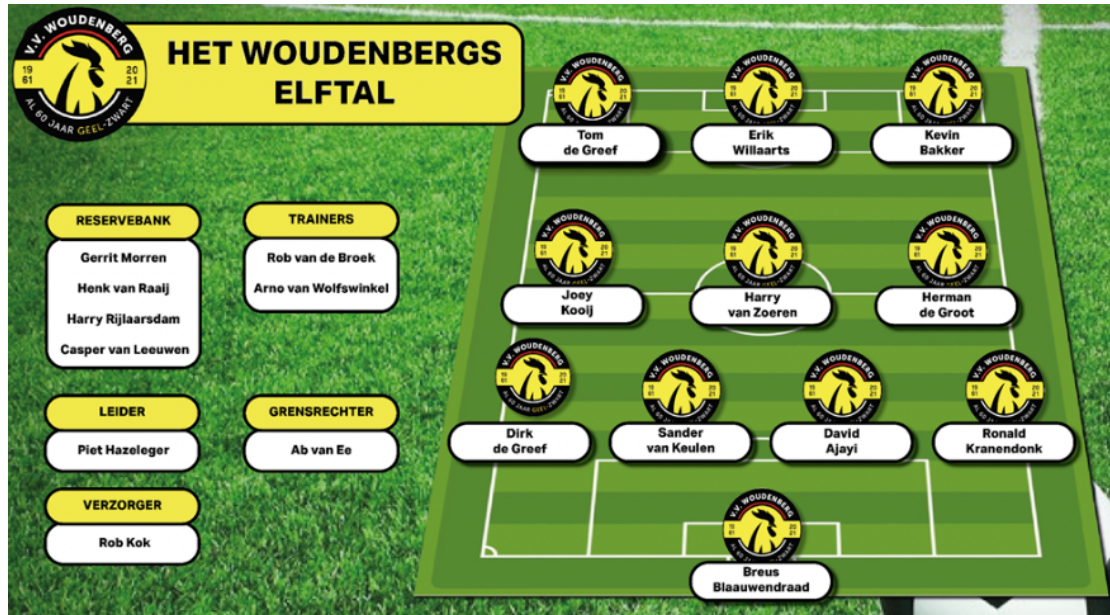 V.V. WOUDENBERG
19 61
20 21
AL 60 JAAR GEEL-ZWART
HET WOUDENBERGS
ELFTAL
RESERVEBANK
Gerrit Morren
Henk van Raaij
Harry Rijlaarsdam
Casper van Leeuwen
TRAINERS
Rob van de Broek
Arno van Wolfswinkel
LEIDER
Piet Hazeleger
GRENSRECHTER
Ab van Ee
VERZORGER
Rob Kok
Tom
de Greef
Erik
Willaarts
Kevin
Bakker
Joey
Kooij
Harry
van Zoeren
Herman
de Groot
Dirk
de Greef
Sander
van Keulen
David
Ajayi
Ronald
Kranendonk
Breus
Blaauwendraad